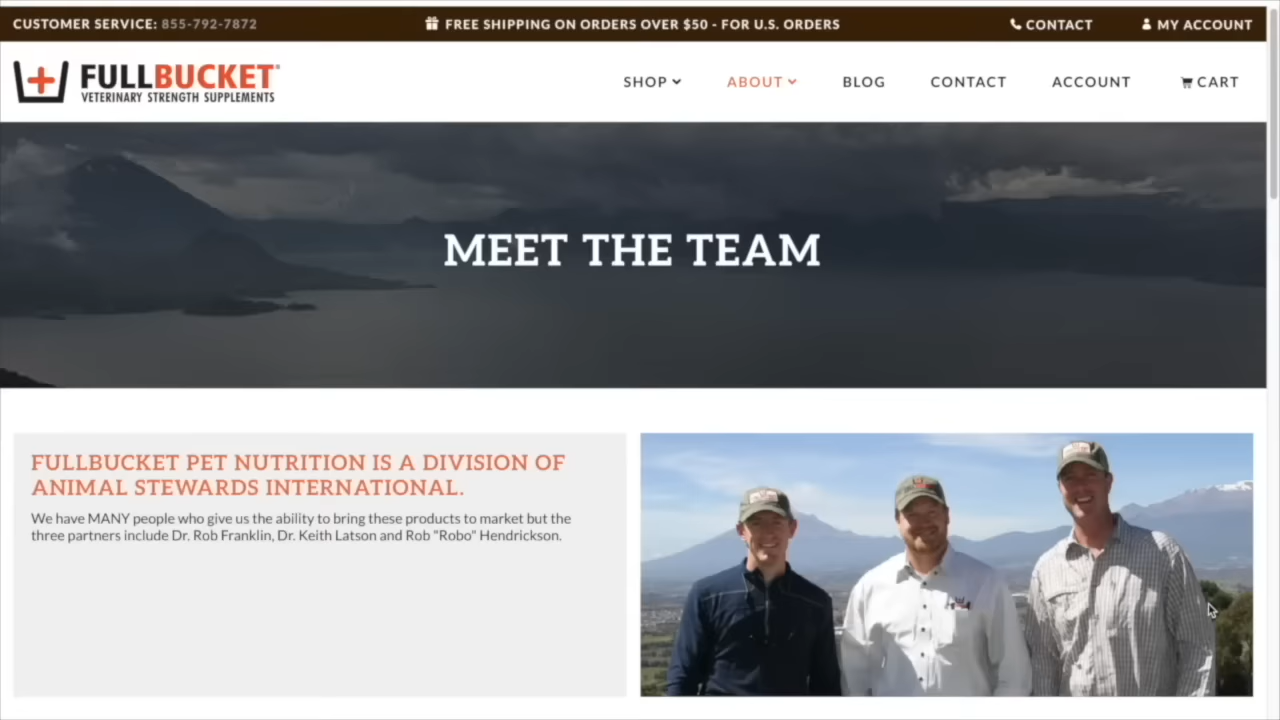 CUSTOMER SERVICE: 855-792-7872
FREE SHIPPING ON ORDERS OVER $50 - FOR U.S. ORDERS
CONTACT
MY ACCOUNT
FULLBUCKET®
VETERINARY STRENGTH SUPPLEMENTS
SHOP
ABOUT
BLOG
CONTACT
ACCOUNT
CART
MEET THE TEAM
FULLBUCKET PET NUTRITION IS A DIVISION OF
ANIMAL STEWARDS INTERNATIONAL.
We have MANY people who give us the ability to bring these products to market but the
three partners include Dr. Rob Franklin, Dr. Keith Latson and Rob "Robo" Hendrickson.